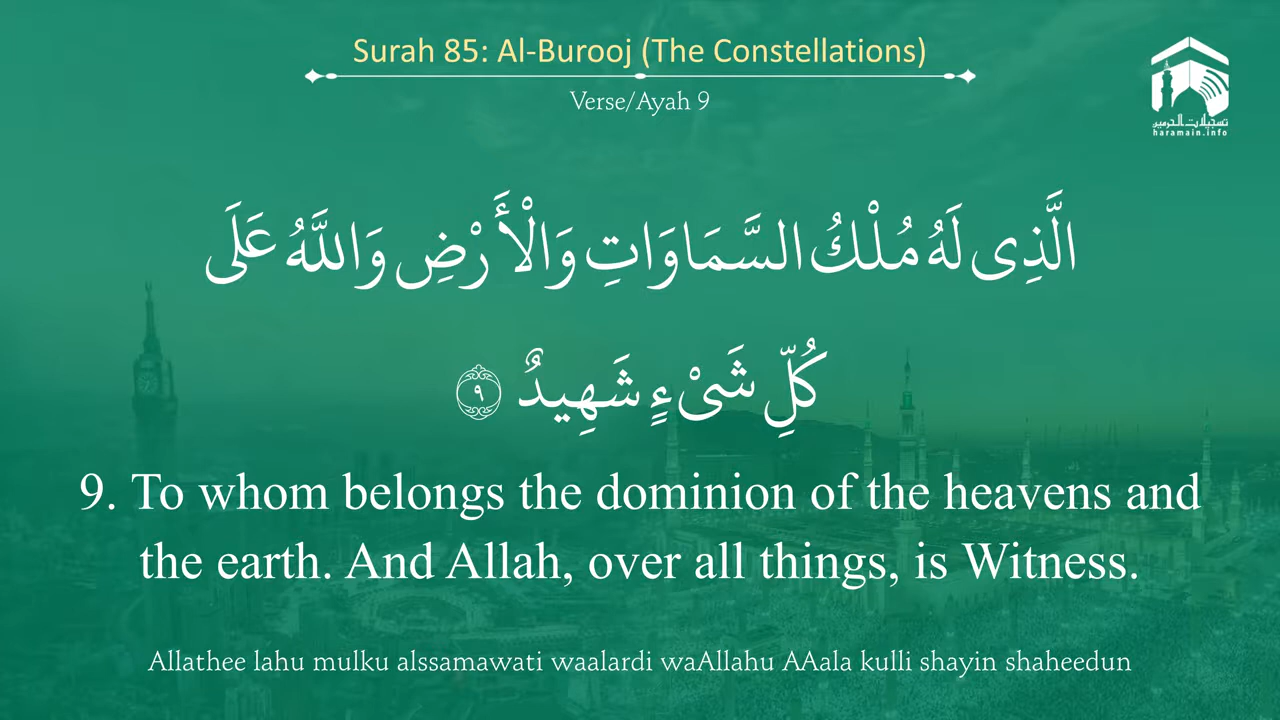 Surah 85: Al-Burooj (The Constellations)
Verse/Ayah 9
تسجيلات الحرمين
haramain.info
الَّذِى لَهُ مُلْكُ السَّمَاوَاتِ وَالْأَرْضِ وَاللَّهُ عَلَى
كُلِّ شَىْءٍ شَهِيدٌ ٩
9. To whom belongs the dominion of the heavens and
the earth. And Allah, over all things, is Witness.
Allathee lahu mulku alssamawati waalardi waAllahu AAala kulli shayin shaheedun